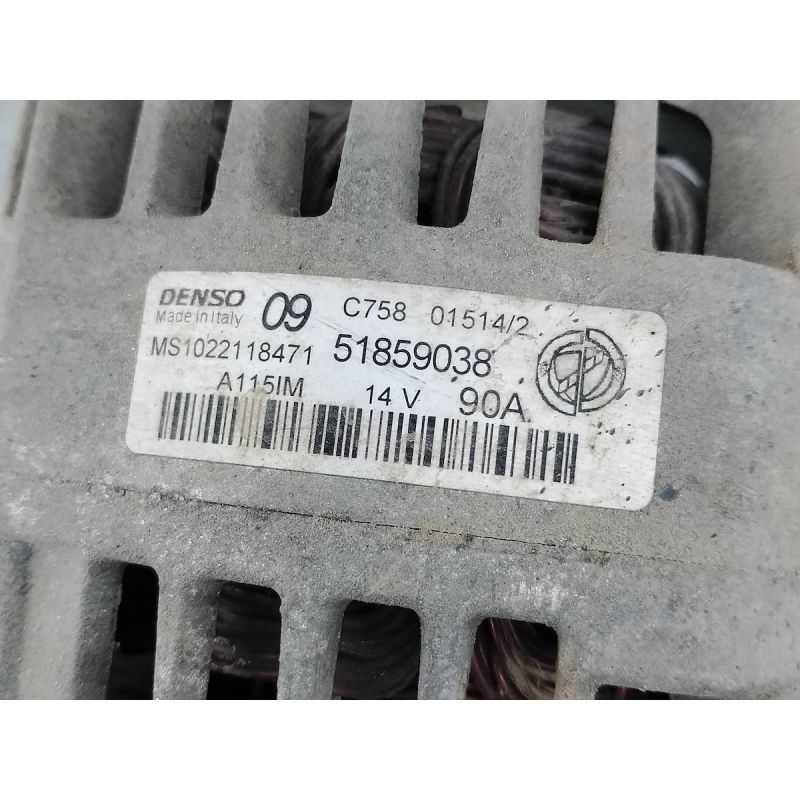 DENSO 09 C758 01514/2
Made in Italy
MS1022118471 51859038
A115IM 14 V 90A